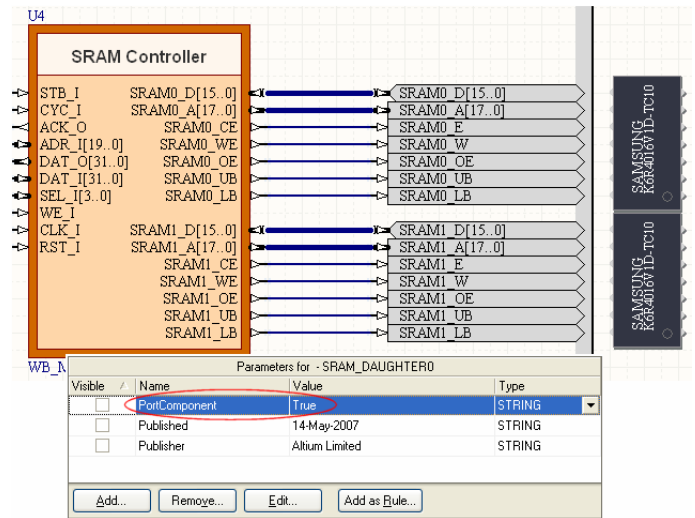 U4
SRAM Controller
STB_I SRAM0_D[15..0] SRAM0_D[15..0]
CYC_I SRAM0_A[17..0] SRAM0_A[17..0]
ACK_O SRAM0_CE SRAM0_E
ADR_I[19..0] SRAM0_WE SRAM0_W
DAT_O[31..0] SRAM0_OE SRAM0_OE
DAT_I[31..0] SRAM0_UB SRAM0_UB
SEL_I[3..0] SRAM0_LB SRAM0_LB
WE_I
CLK_I SRAM1_D[15..0] SRAM1_D[15..0]
RST_I SRAM1_A[17..0] SRAM1_A[17..0]
SRAM1_CE SRAM1_E
SRAM1_WE SRAM1_W
SRAM1_OE SRAM1_OE
SRAM1_UB SRAM1_UB
SRAM1_LB SRAM1_LB
SAMSUNG
K6R4016V1D-TC10
SAMSUNG
K6R4016V1D-TC10
Parameters for - SRAM_DAUGHTER0
Visible Name Value Type
PortComponent True STRING
Published 14-May-2007 STRING
Publisher Altium Limited STRING
Add... Remove... Edit... Add as Rule...